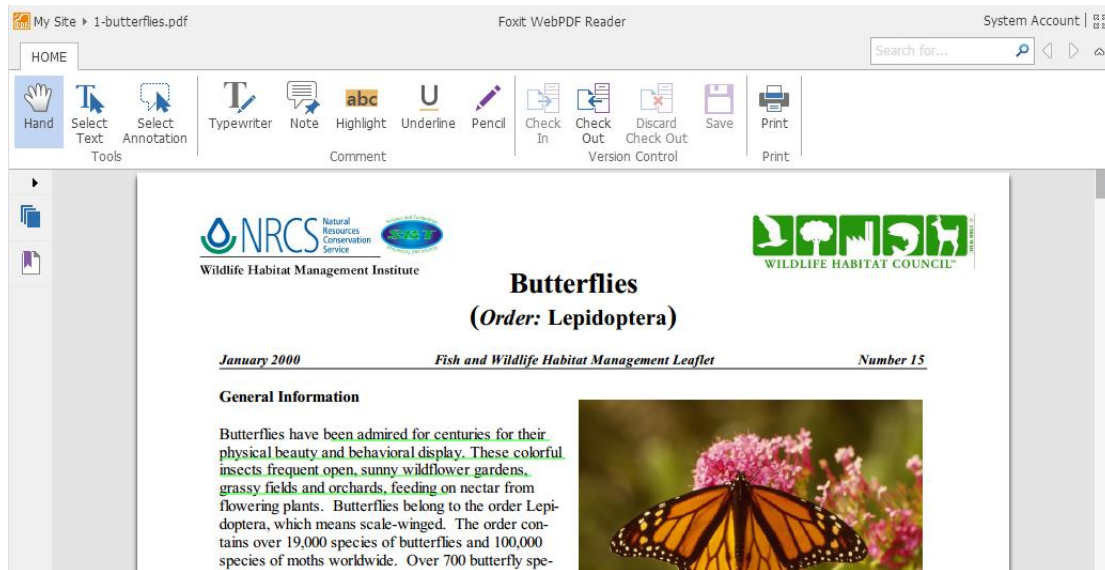 My Site ▸ 1-butterflies.pdf
Foxit WebPDF Reader
System Account
HOME
Search for...
Hand
Select Text
Select Annotation
Tools
Typewriter
Note
abc
Highlight
U
Underline
Pencil
Comment
Check In
Check Out
Discard Check Out
Save
Version Control
Print
Print
NRCS
Natural
Resources
Conservation
Service
Wildlife Habitat Management Institute
WILDLIFE HABITAT COUNCIL
Butterflies
(Order: Lepidoptera)
January 2000 Fish and Wildlife Habitat Management Leaflet Number 15
General Information
Butterflies have been admired for centuries for their
physical beauty and behavioral display. These colorful
insects frequent open, sunny wildflower gardens,
grassy fields and orchards, feeding on nectar from
flowering plants. Butterflies belong to the order Lepi-
doptera, which means scale-winged. The order con-
tains over 19,000 species of butterflies and 100,000
species of moths worldwide. Over 700 butterfly spe-